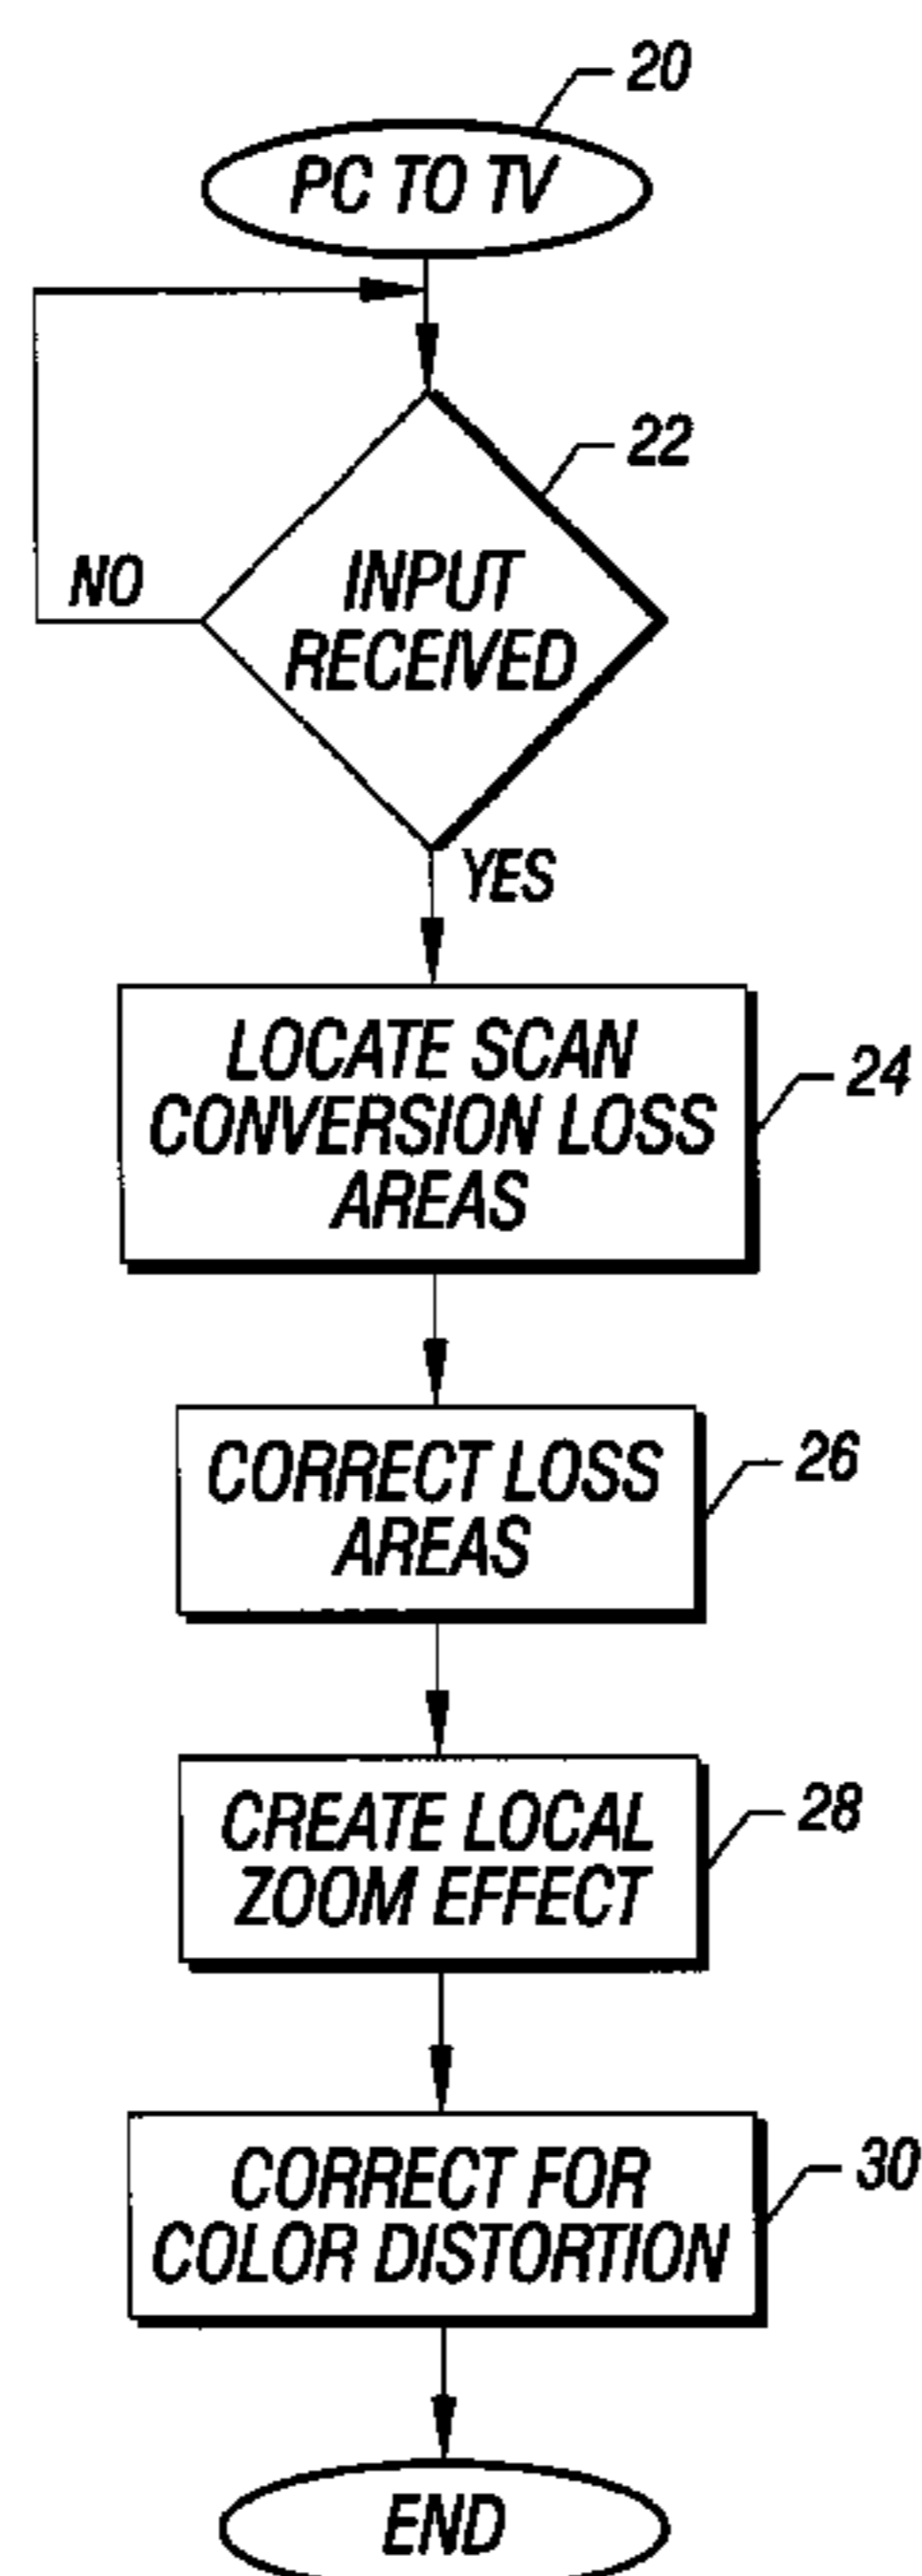 20
PC TO TV
22
INPUT
RECEIVED
NO
YES
LOCATE SCAN
CONVERSION LOSS
AREAS
24
CORRECT LOSS
AREAS
26
CREATE LOCAL
ZOOM EFFECT
28
CORRECT FOR
COLOR DISTORTION
30
END